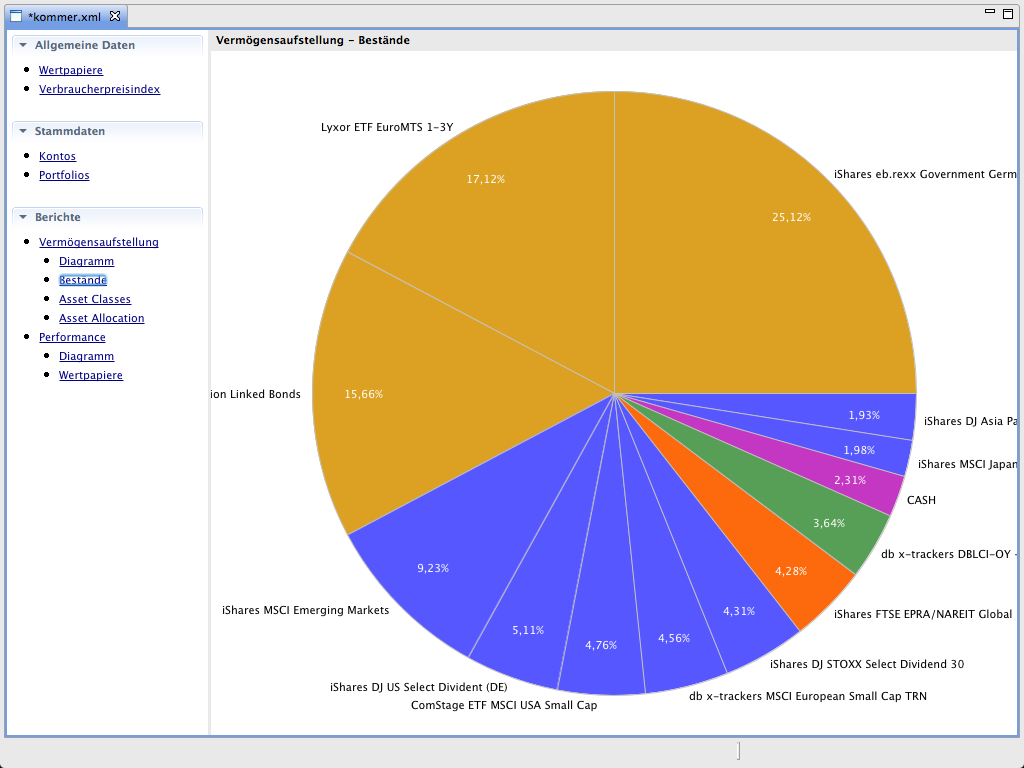 *kommer.xml
Allgemeine Daten
Wertpapiere
Verbraucherpreisindex
Stammdaten
Kontos
Portfolios
Berichte
Vermögensaufstellung
Diagramm
Bestände
Asset Classes
Asset Allocation
Performance
Diagramm
Wertpapiere
Vermögensaufstellung – Bestände
Lyxor ETF EuroMTS 1–3Y
17,12%
iShares eb.rexx Government Germ
25,12%
ion Linked Bonds
15,66%
1,93%
iShares DJ Asia Pa
1,98%
iShares MSCI Japan
2,31%
CASH
3,64%
db x–trackers DBLCI–OY –
4,28%
iShares FTSE EPRA/NAREIT Global
9,23%
iShares MSCI Emerging Markets
5,11%
4,76%
4,56%
4,31%
iShares DJ STOXX Select Dividend 30
iShares DJ US Select Divident (DE)
db x–trackers MSCI European Small Cap TRN
ComStage ETF MSCI USA Small Cap